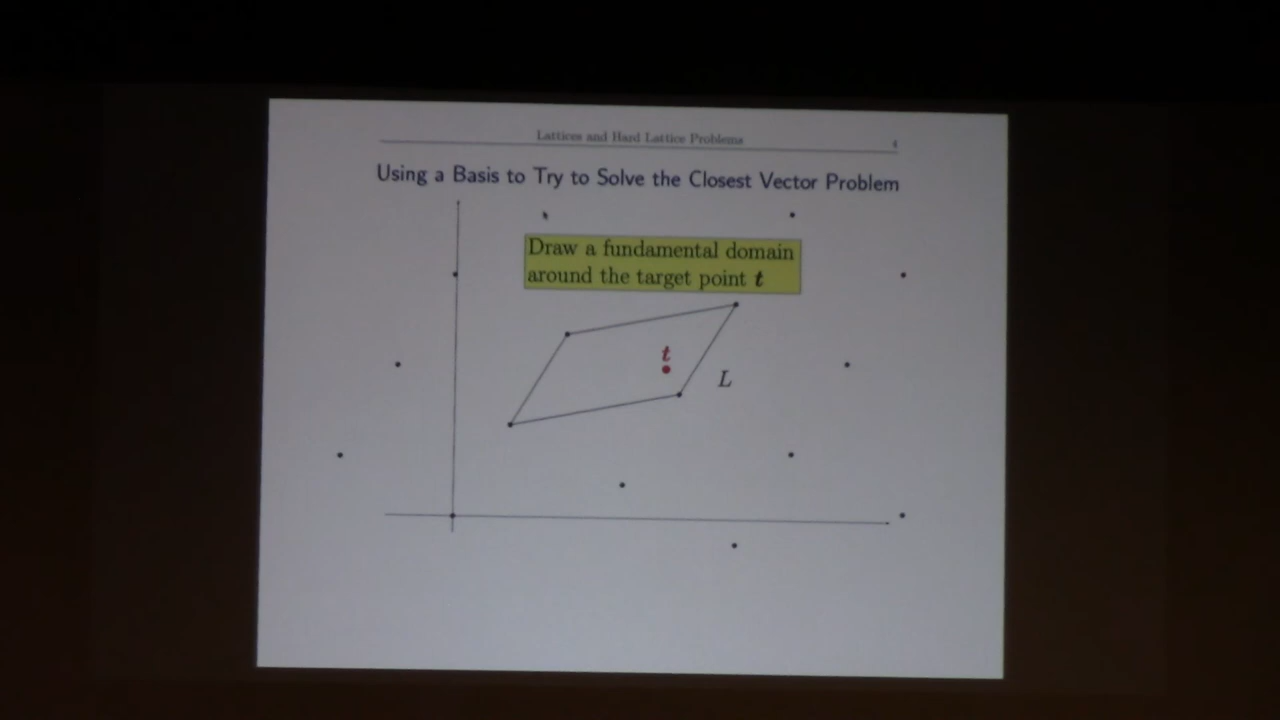 Lattices and Hard Lattice Problems 4
Using a Basis to Try to Solve the Closest Vector Problem
Draw a fundamental domain
around the target point t
t
L